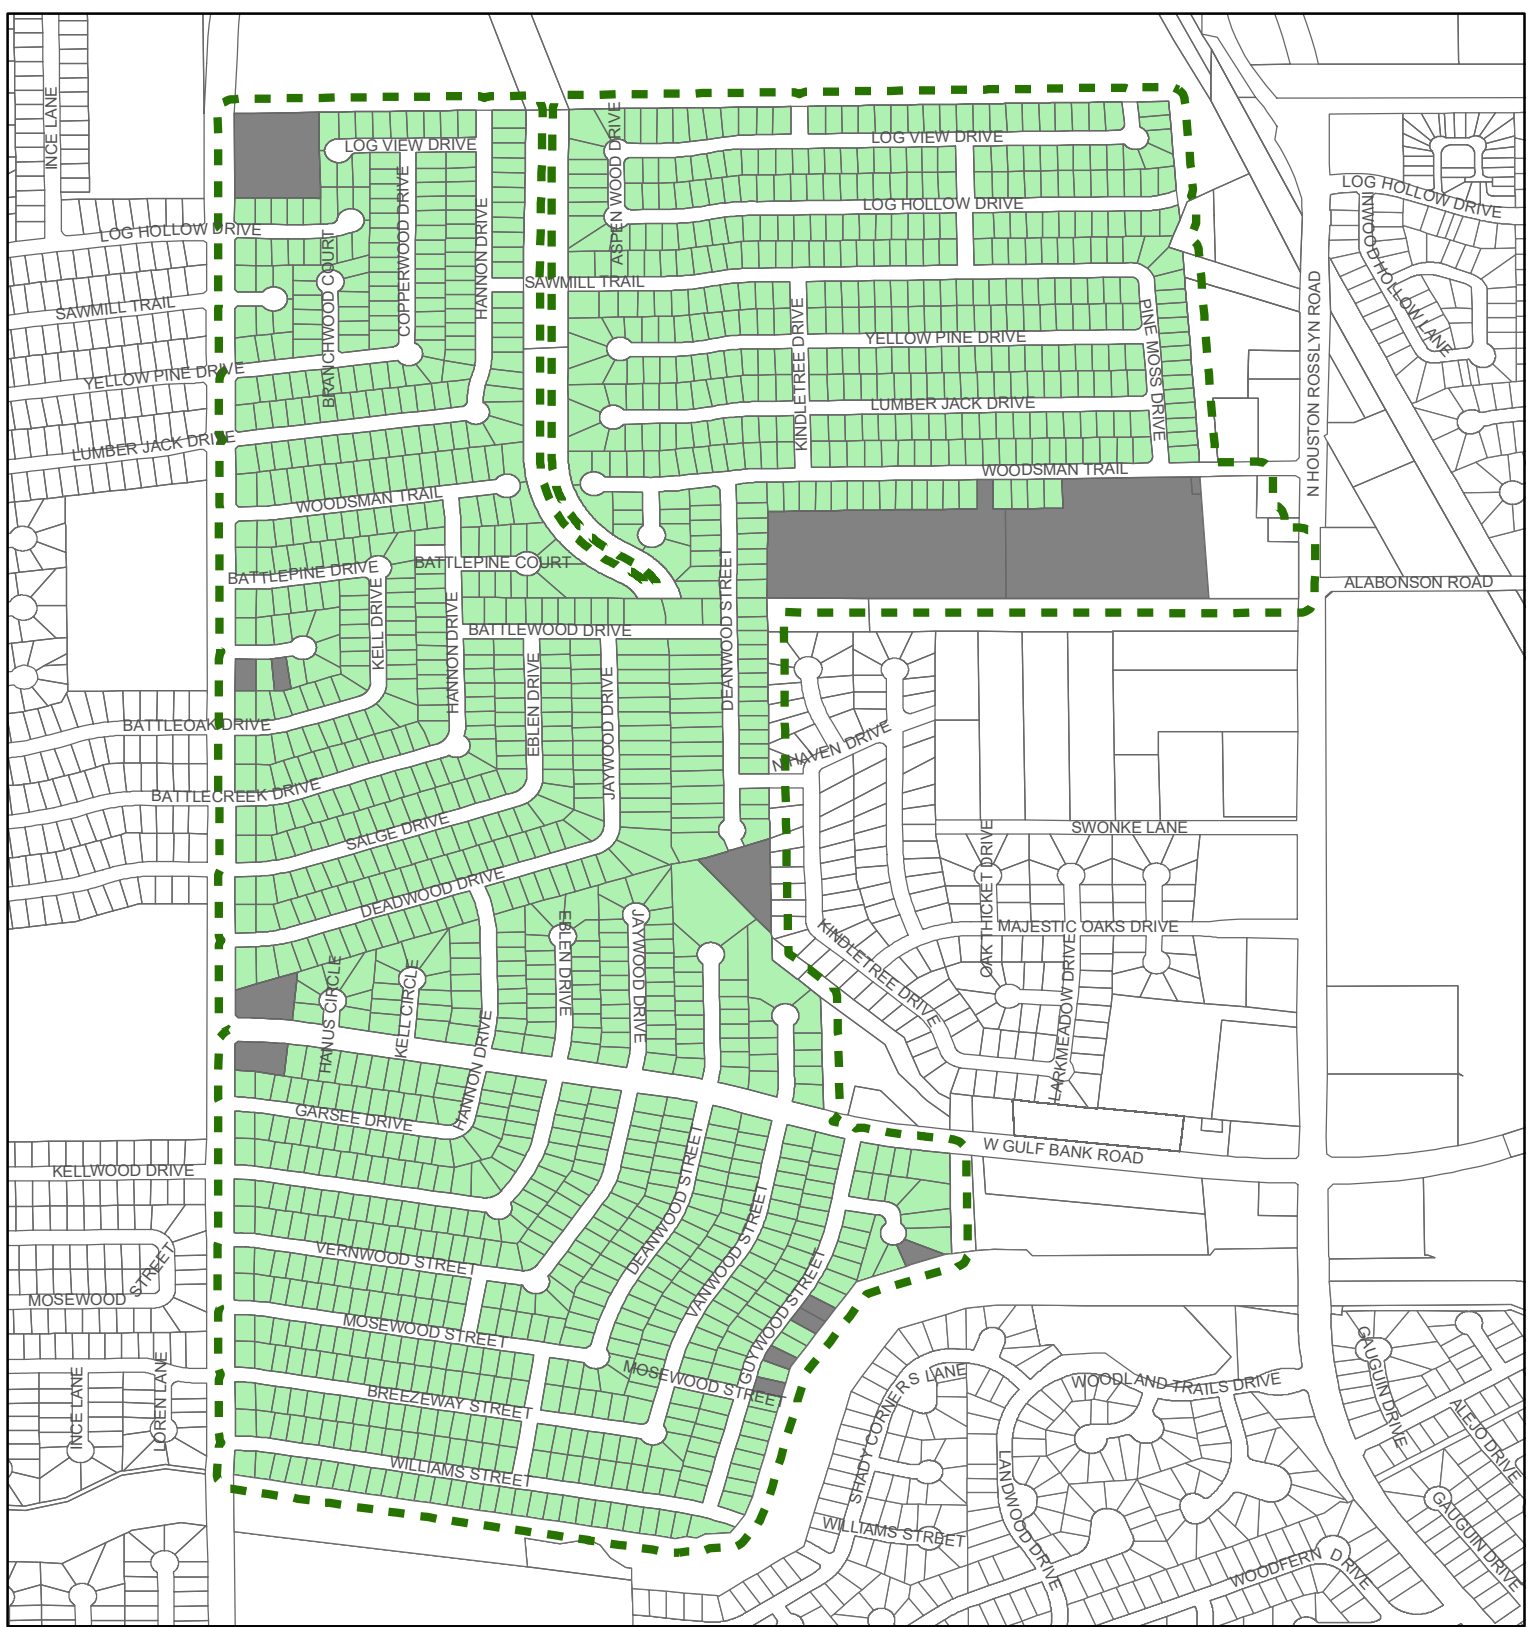 INCE LANE
ASPEN WOOD DRIVE
LOG VIEW DRIVE
LOG VIEW DRIVE
COPPERWOOD DRIVE
LOG HOLLOW DRIVE
HANNON DRIVE
LOG HOLLOW DRIVE
LOG HOLLOW DRIVE
INWOOD HOLLOW LANE
BRANCHWOOD COURT
SAWMILL TRAIL
SAWMILL TRAIL
KINDLETREE DRIVE
PINE MOSS DRIVE
N HOUSTON ROSSLYN ROAD
YELLOW PINE DRIVE
YELLOW PINE DRIVE
LUMBER JACK DRIVE
LUMBER JACK DRIVE
WOODSMAN TRAIL
WOODSMAN TRAIL
BATTLEPINE COURT
BATTLEPINE DRIVE
ALABONSON ROAD
KELL DRIVE
HANNON DRIVE
DEANWOOD STREET
BATTLEWOOD DRIVE
EBLEN DRIVE
JAYWOOD DRIVE
BATTLEOAK DRIVE
N HAVEN DRIVE
BATTLECREEK DRIVE
SALGE DRIVE
SWONKE LANE
OAK THICKET DRIVE
DEADWOOD DRIVE
MAJESTIC OAKS DRIVE
EBLEN DRIVE
JAYWOOD DRIVE
KINDLETREE DRIVE
HANUS CIRCLE
KELL CIRCLE
HANNON DRIVE
LARKMEADOW DRIVE
GARSEE DRIVE
W GULF BANK ROAD
KELLWOOD DRIVE
DEANWOOD STREET
VANWOOD STREET
VERNWOOD STREET
MOSEWOOD
STREET
GUYWOOD STREET
MOSEWOOD STREET
MOSEWOOD STREET
BREEZEWAY STREET
INCE LANE
LOREN LANE
SHADY CORNERS LANE
WOODLAND TRAILS DRIVE
GAUGUIN DRIVE
ALEJO DRIVE
WILLIAMS STREET
WILLIAMS STREET
LANDWOOD DRIVE
WOODFERN DRIVE
GAUGUIN DRIVE